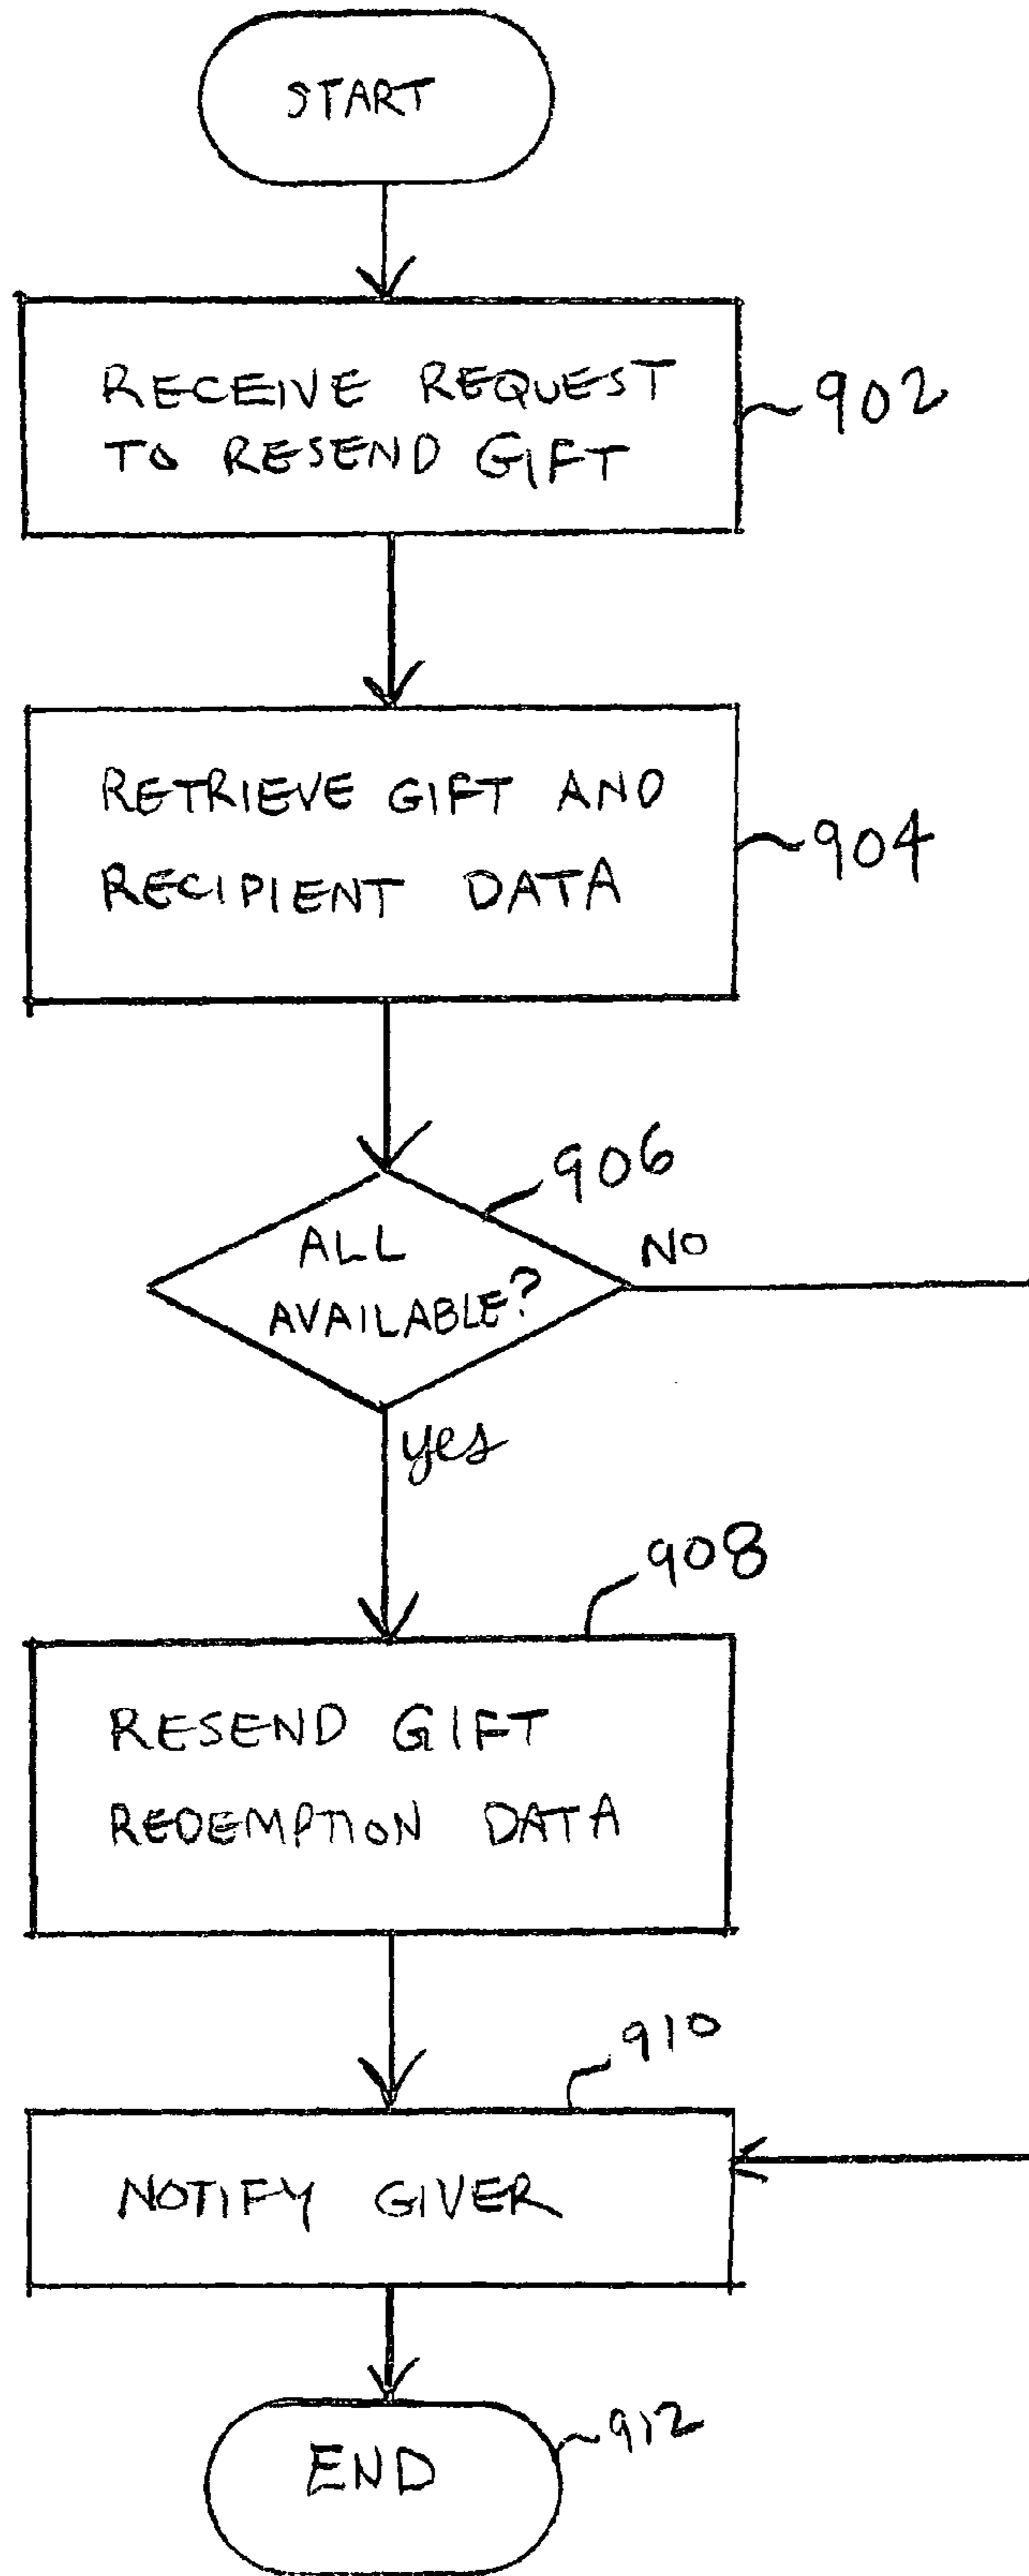 START
RECEIVE REQUEST
TO RESEND GIFT
902
RETRIEVE GIFT AND
RECIPIENT DATA
904
906
ALL
AVAILABLE?
NO
yes
908
RESEND GIFT
REDEMPTION DATA
910
NOTIFY GIVER
END
912